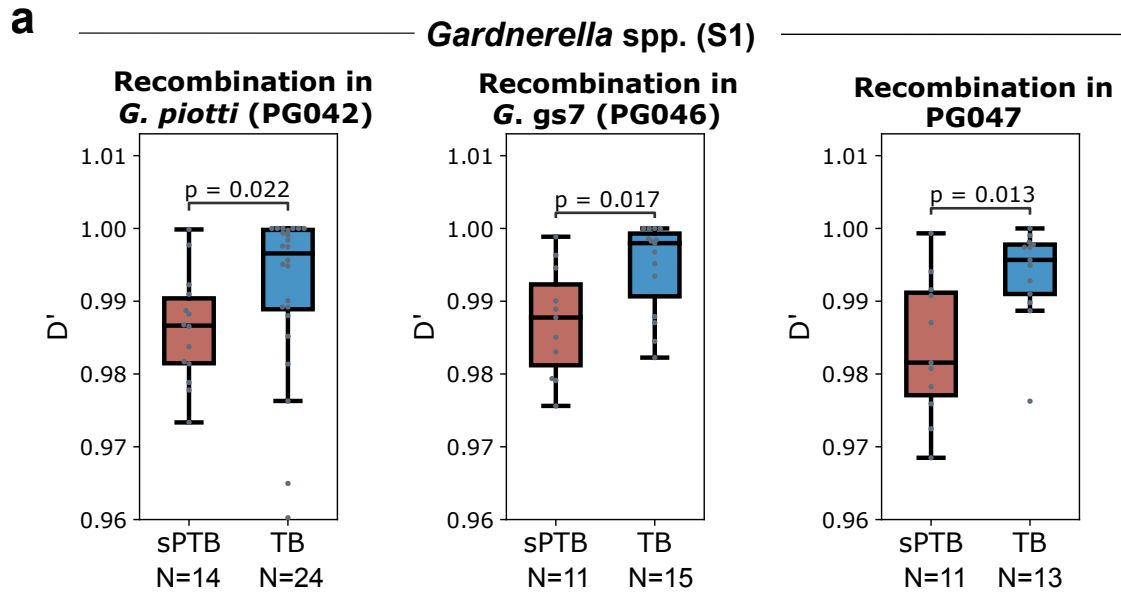 a
Gardnerella spp. (S1)
Recombination in
G. piotti (PG042)
1.01
1.00
0.99
0.98
0.97
0.96
D'
p = 0.022
sPTB
TB
N=14
N=24
Recombination in
G. gs7 (PG046)
1.01
1.00
0.99
0.98
0.97
0.96
D'
p = 0.017
sPTB
TB
N=11
N=15
Recombination in
PG047
1.01
1.00
0.99
0.98
0.97
0.96
D'
p = 0.013
sPTB
TB
N=11
N=13